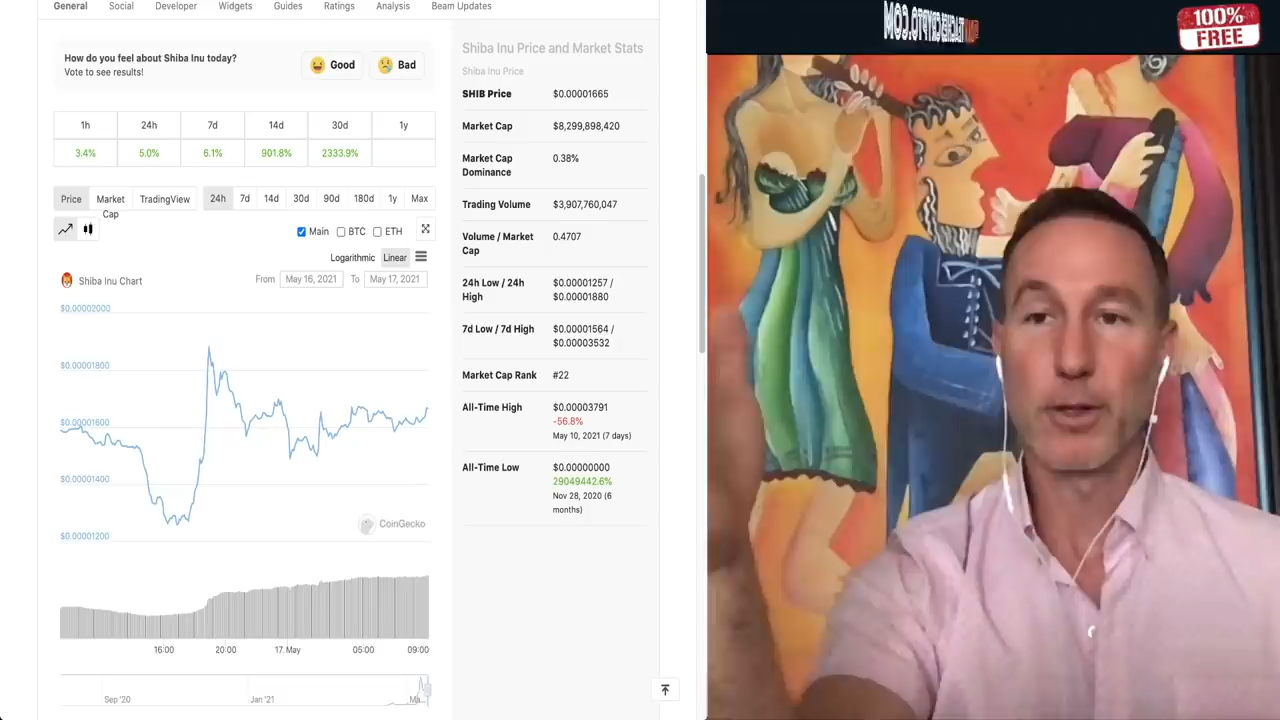 General Social Developer Widgets Guides Ratings Analysis Beam Updates
How do you feel about Shiba Inu today?
Vote to see results!
Good Bad
1h 24h 7d 14d 30d 1y
3.4% 5.0% 6.1% 901.8% 2333.9%
Price Market Cap TradingView 24h 7d 14d 30d 90d 180d 1y Max
Main BTC ETH
Logarithmic Linear
Shiba Inu Chart From May 16, 2021 To May 17, 2021
$0.00002000
$0.00001800
$0.00001600
$0.00001400
$0.00001200
CoinGecko
16:00 20:00 17. May 05:00 09:00
Sep '20 Jan '21 Ma
Shiba Inu Price and Market Stats
Shiba Inu Price
SHIB Price $0.00001665
Market Cap $8,299,898,420
Market Cap Dominance 0.38%
Trading Volume $3,907,760,047
Volume / Market Cap 0.4707
24h Low / 24h High $0.00001257 / $0.00001880
7d Low / 7d High $0.00001564 / $0.00003532
Market Cap Rank #22
All-Time High $0.00003791
-56.8%
May 10, 2021 (7 days)
All-Time Low $0.00000000
29049442.6%
Nov 28, 2020 (6 months)
100%
FREE